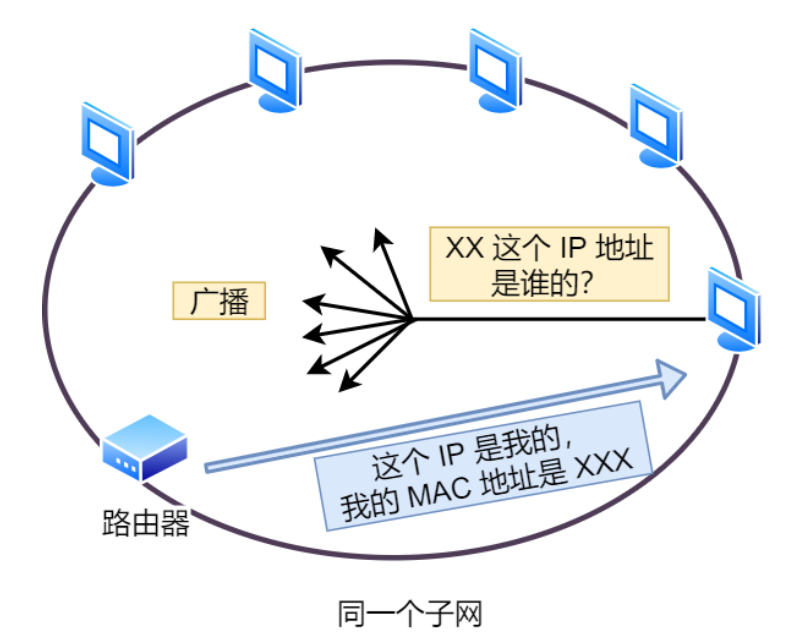 XX 这个 IP 地址
是谁的？
广播
这个 IP 是我的，
我的 MAC 地址是 XXX
路由器
同一个子网